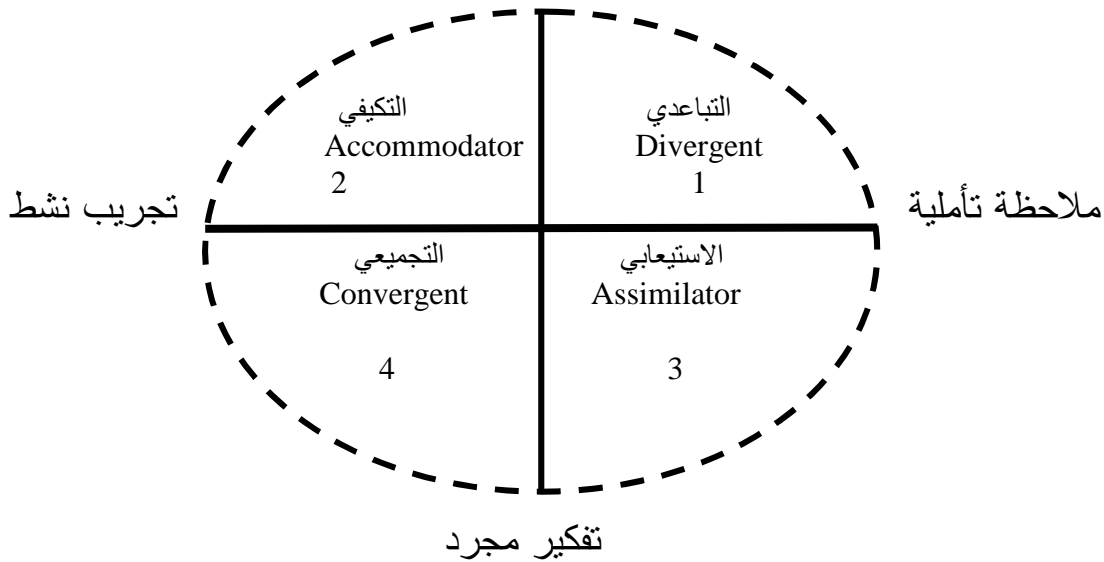 التباعدي
Divergent
1
التكيفي
Accommodator
2
ملاحظة تأملية
تجريب نشط
الاستيعابي
Assimilator
3
التجميعي
Convergent
4
تفكير مجرد